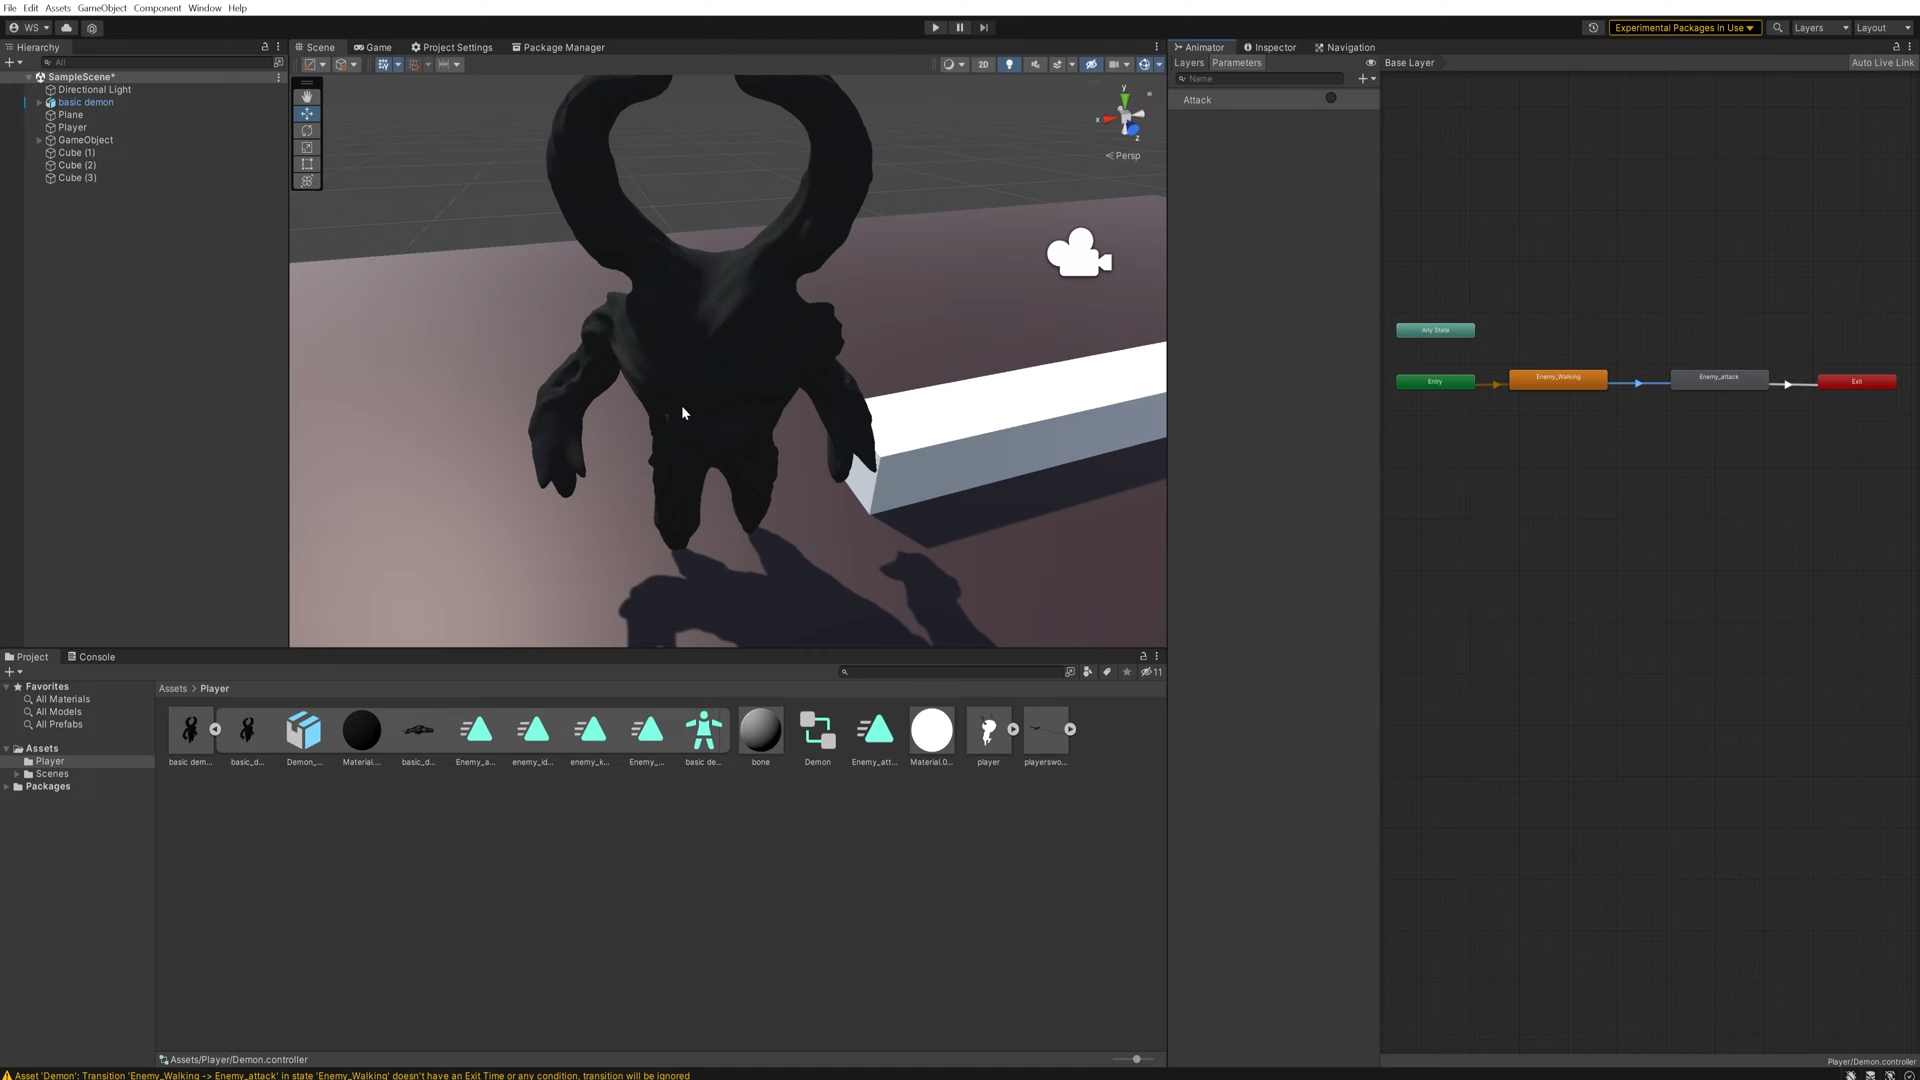 File Edit Assets GameObject Component Window Help
WS
Experimental Packages In Use
Layers
Layout
Hierarchy
All
SampleScene*
Directional Light
basic demon
Plane
Player
GameObject
Cube (1)
Cube (2)
Cube (3)
Scene
Game
Project Settings
Package Manager
2D
y
x
z
Persp
Animator
Inspector
Navigation
Layers
Parameters
Base Layer
Auto Live Link
Name
Attack
Any State
Entry
Enemy_Walking
Enemy_attack
Exit
Project
Console
11
Favorites
All Materials
All Models
All Prefabs
Assets
Player
Scenes
Packages
Assets > Player
basic dem...
basic_d...
Demon_...
Material....
basic_d...
Enemy_a...
enemy_id...
enemy_k...
Enemy_...
basic de...
bone
Demon
Enemy_att...
Material.0...
player
playerswo...
Assets/Player/Demon.controller
Player/Demon.controller
Asset 'Demon': Transition 'Enemy_Walking -> Enemy_attack' in state 'Enemy_Walking' doesn't have an Exit Time or any condition, transition will be ignored